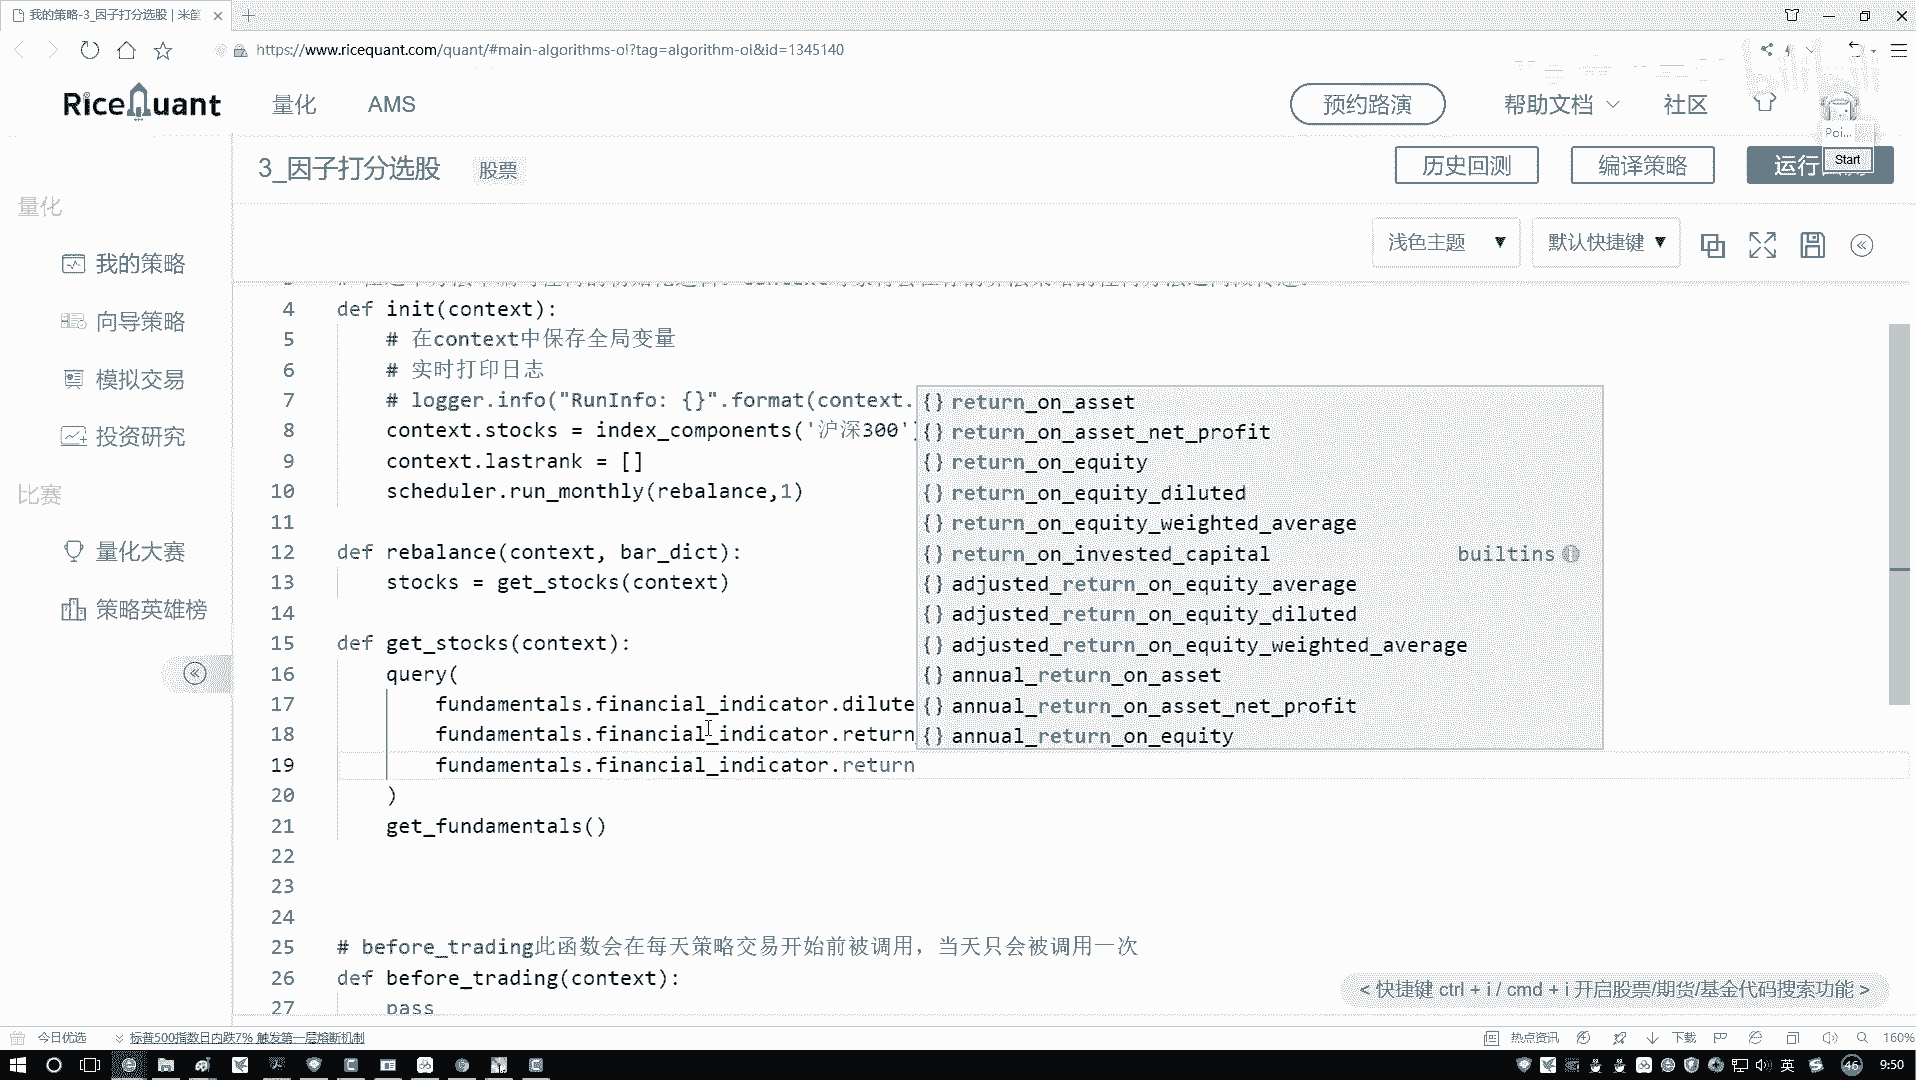 我的策略-3_因子打分选股 | 米筐
https://www.ricequant.com/quant/#main-algorithms-ol?tag=algorithm-ol&id=1345140
RiceQuant 量化 AMS 预约路演 帮助文档 社区
Poi...
3_因子打分选股 股票 历史回测 编译策略 运行 Start
量化
浅色主题 ▼ 默认快捷键 ▼
我的策略
向导策略
模拟交易
投资研究
比赛
量化大赛
策略英雄榜
4 def init(context):
5 # 在context中保存全局变量
6 # 实时打印日志
7 # logger.info("RunInfo: {}".format(context.
8 context.stocks = index_components('沪深300')
9 context.lastrank = []
10 scheduler.run_monthly(rebalance,1)
11
12 def rebalance(context, bar_dict):
13 stocks = get_stocks(context)
14
15 def get_stocks(context):
16 query(
17 fundamentals.financial_indicator.dilute
18 fundamentals.financial_indicator.return
19 fundamentals.financial_indicator.return
20 )
21 get_fundamentals()
22
23
24
25 # before_trading此函数会在每天策略交易开始前被调用，当天只会被调用一次
26 def before_trading(context):
27 pass
{} return_on_asset
{} return_on_asset_net_profit
{} return_on_equity
{} return_on_equity_diluted
{} return_on_equity_weighted_average
{} return_on_invested_capital builtins
{} adjusted_return_on_equity_average
{} adjusted_return_on_equity_diluted
{} adjusted_return_on_equity_weighted_average
{} annual_return_on_asset
{} annual_return_on_asset_net_profit
{} annual_return_on_equity
< 快捷键 ctrl + i / cmd + i 开启股票/期货/基金代码搜索功能 >
今日优选 标普500指数日内跌7% 触发第一层熔断机制 热点资讯 下载 160%
英 46 9:50